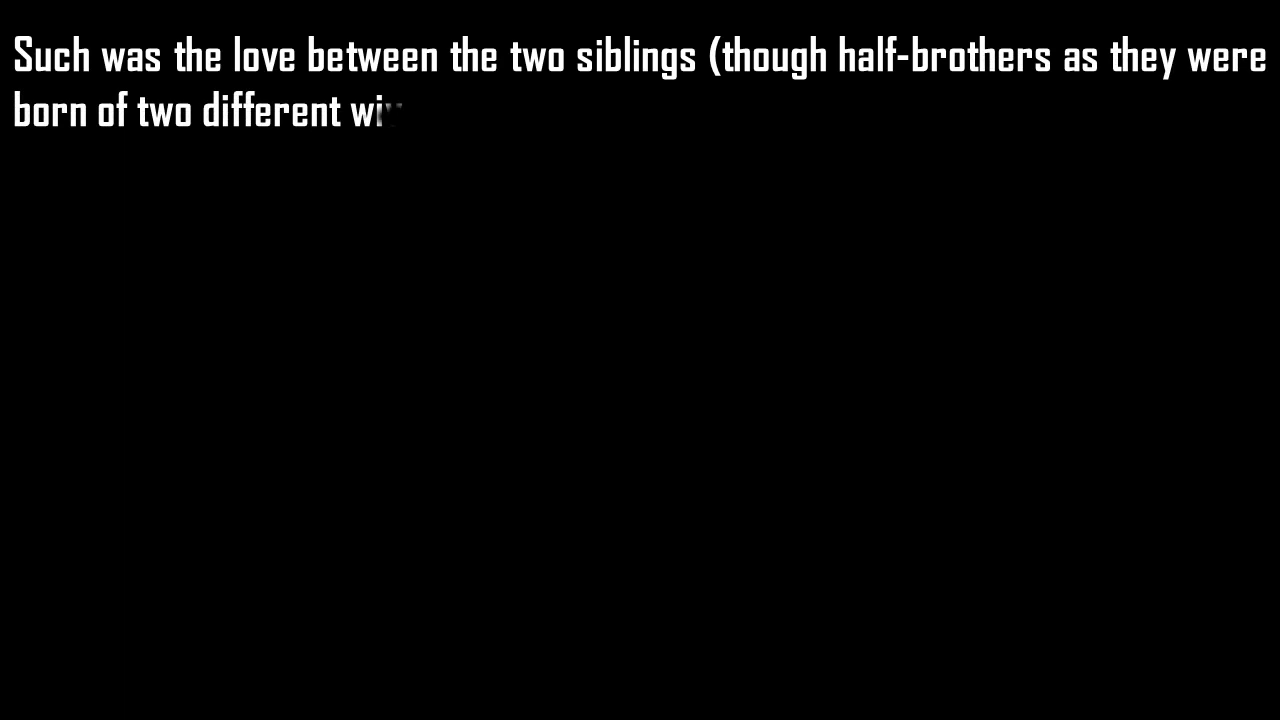 Such was the love between the two siblings (though half-brothers as they were
born of two different